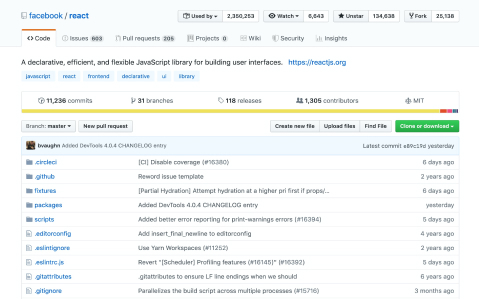 facebook / react
Used by 2,350,253 Watch 6,643 Unstar 134,638 Fork 25,138
Code Issues 603 Pull requests 205 Projects 0 Wiki Security Insights
A declarative, efficient, and flexible JavaScript library for building user interfaces. https://reactjs.org
javascript react frontend declarative ui library
11,236 commits 31 branches 118 releases 1,305 contributors MIT
Branch: master New pull request Create new file Upload files Find File Clone or download
bvaughn Added DevTools 4.0.4 CHANGELOG entry Latest commit e89c19d yesterday
.circleci [CI] Disable coverage (#16380) 6 days ago
.github Reword issue template 2 years ago
fixtures [Partial Hydration] Attempt hydration at a higher pri first if props/... 6 days ago
packages Added DevTools 4.0.4 CHANGELOG entry yesterday
scripts Added better error reporting for print-warnings errors (#16394) 5 days ago
.editorconfig Add insert_final_newline to editorconfig 4 years ago
.eslintignore Use Yarn Workspaces (#11252) 2 years ago
.eslintrc.js Revert "[Scheduler] Profiling features (#16145)" (#16392) 5 days ago
.gitattributes .gitattributes to ensure LF line endings when we should 6 years ago
.gitignore Parallelizes the build script across multiple processes (#15716) 3 months ago